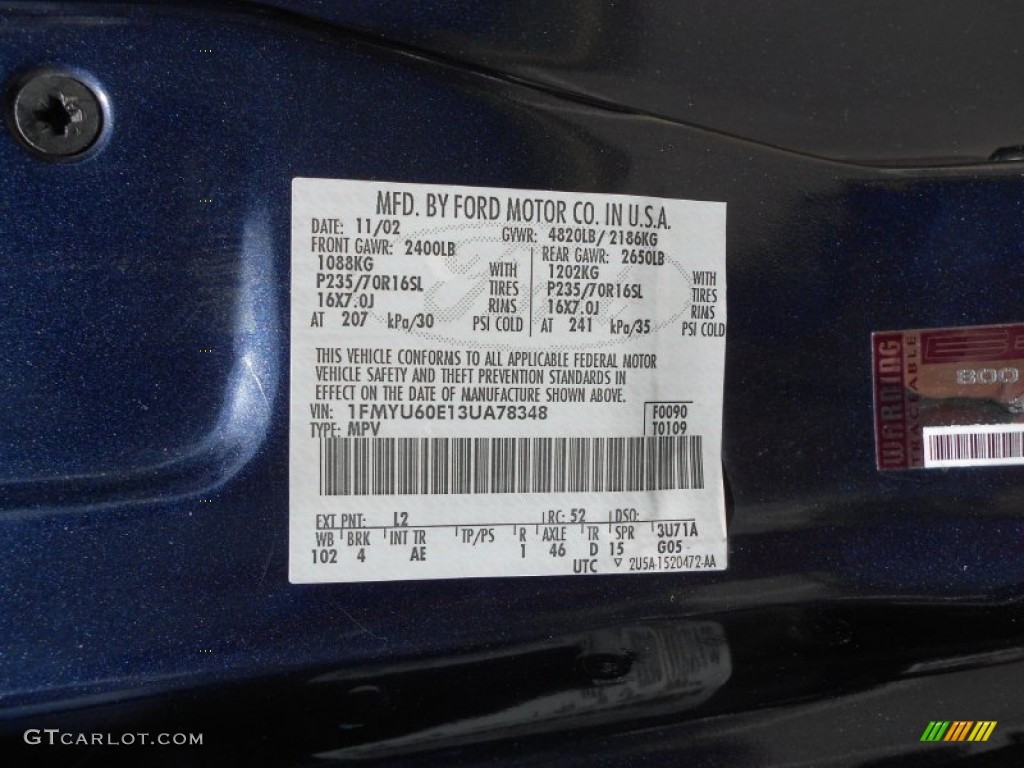 MFD. BY FORD MOTOR CO. IN U.S.A.
DATE: 11/02 GVWR: 4820LB/ 2186KG
FRONT GAWR: 2400LB REAR GAWR: 2650LB
1088KG WITH 1202KG WITH
P235/70R16SL TIRES P235/70R16SL TIRES
16X7.0J RIMS 16X7.0J RIMS
AT 207 kPa/30 PSI COLD AT 241 kPa/35 PSI COLD
THIS VEHICLE CONFORMS TO ALL APPLICABLE FEDERAL MOTOR
VEHICLE SAFETY AND THEFT PREVENTION STANDARDS IN
EFFECT ON THE DATE OF MANUFACTURE SHOWN ABOVE.
VIN: 1FMYU60E13UA78348 F0090
TYPE: MPV T0109
EXT PNT: L2 RC: 52 DSO:
WB BRK INT TR TP/PS R AXLE TR SPR 3U71A
102 4 AE 1 46 D 15 G05
UTC ▽ 2U5A-1520472-AA
WARNING
800
GTCARLOT.COM